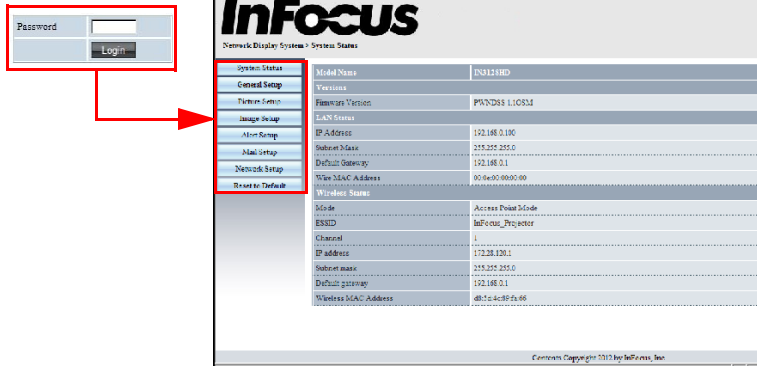 Password
Login
InFocus
Network Display System > System Status
System Status
General Setup
Picture Setup
Image Setup
Alert Setup
Mail Setup
Network Setup
Reset to Default
Model Name IN3128HD
Versions
Firmware Version
LAN Status
IP Address 192.168.0.100
Subnet Mask 255.255.255.0
Default Gateway 192.168.0.1
Wire MAC Address 00:0e:00:00:00:00
Wireless Status
Mode Access Point Mode
ESSID InFocus_Projector
Channel 1
IP address 172.28.120.1
Subnet mask 255.255.255.0
Default gateway 192.168.0.1
Wireless MAC Address
Contents Copyright 2012 by InFocus, Inc